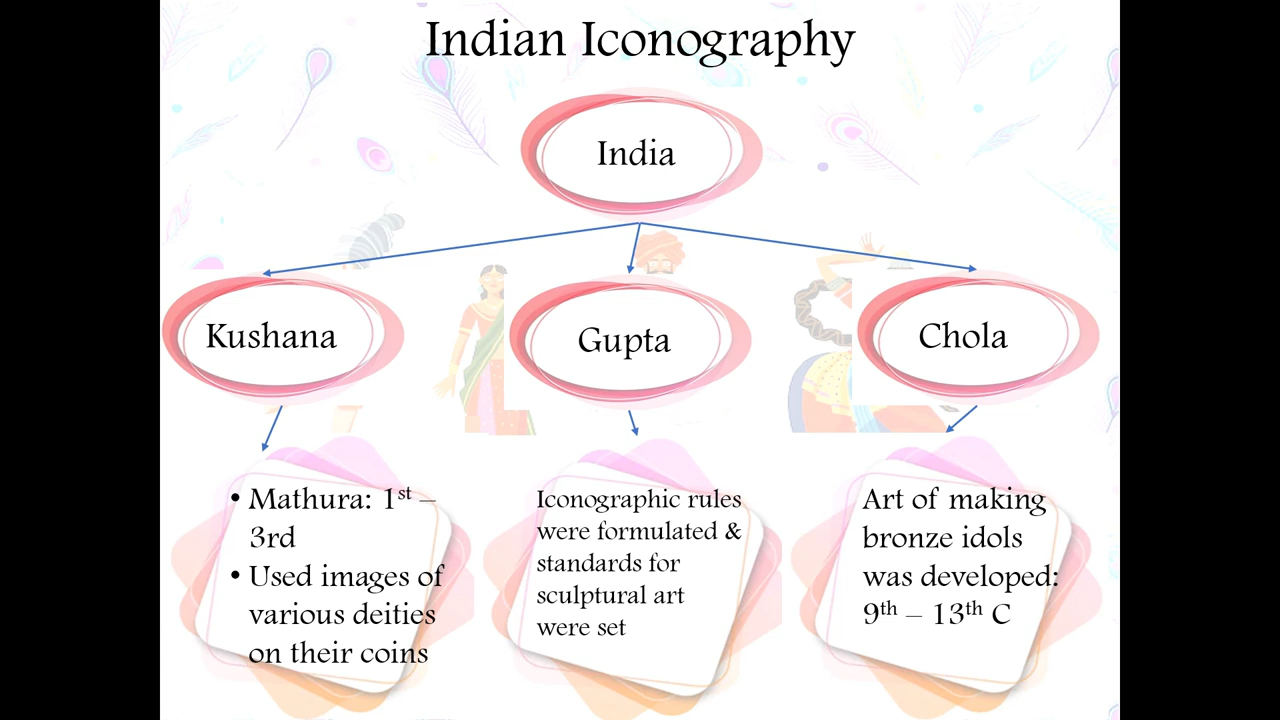 Indian Iconography
India
Kushana
Gupta
Chola
• Mathura: 1st –
3rd
• Used images of
various deities
on their coins
Iconographic rules
were formulated &
standards for
sculptural art
were set
Art of making
bronze idols
was developed:
9th – 13th C